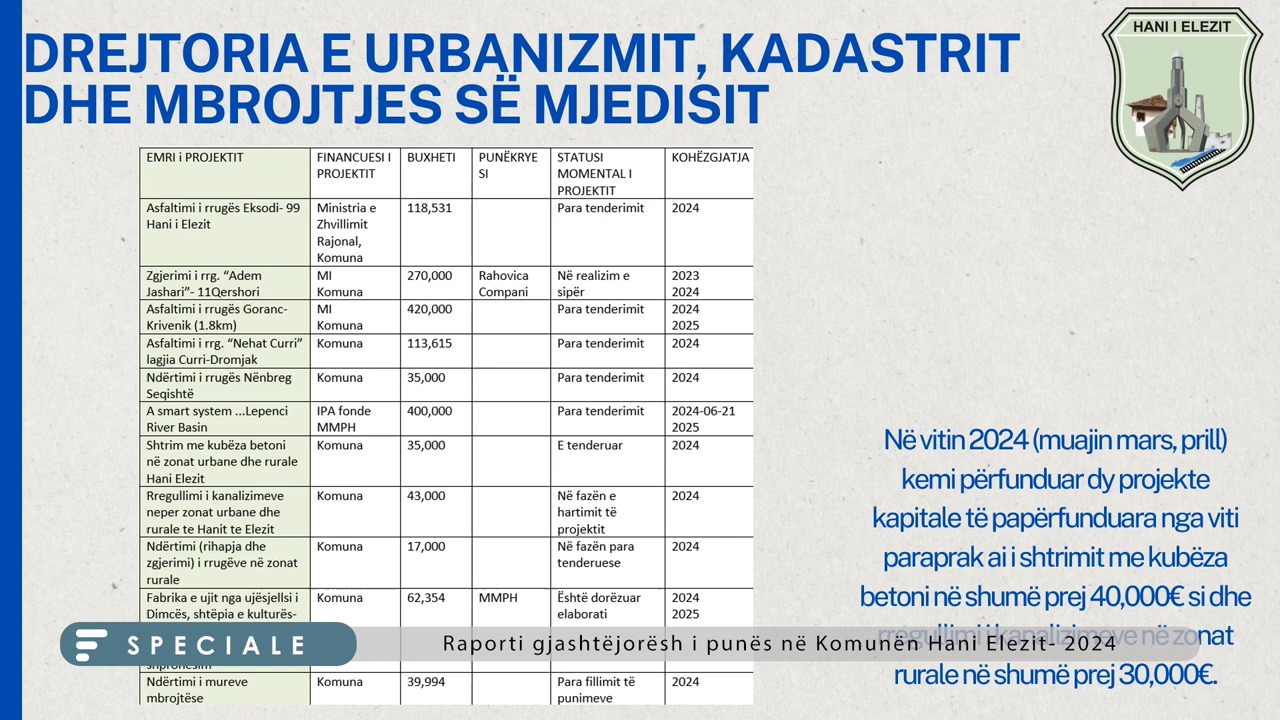 HANI I ELEZIT
DREJTORIA E URBANIZMIT, KADASTRIT
DHE MBROJTJES SË MJEDISIT
EMRI i PROJEKTIT
FINANCUESI I
PROJEKTIT
BUXHETI
PUNËKRYE
SI
STATUSI
MOMENTAL I
PROJEKTIT
KOHËZGJATJA
Asfaltimi i rrugës Eksodi- 99
Hani i Elezit
Ministria e
Zhvillimit
Rajonal,
Komuna
118,531
Para tenderimit
2024
Zgjerimi i rrg. “Adem
Jashari”- 11Qershori
MI
Komuna
270,000
Rahovica
Compani
Në realizim e
sipër
2023
2024
Asfaltimi i rrugës Goranc-
Krivenik (1.8km)
MI
Komuna
420,000
Para tenderimit
2024
2025
Asfaltimi i rrg. “Nehat Curri”
lagjia Curri-Dromjak
Komuna
113,615
Para tenderimit
2024
Ndërtimi i rrugës Nënbreg
Seqishtë
Komuna
35,000
Para tenderimit
2024
A smart system ...Lepenci
River Basin
IPA fonde
MMPH
400,000
Para tenderimit
2024-06-21
2025
Shtrim me kubëza betoni
në zonat urbane dhe rurale
Hani Elezit
Komuna
35,000
E tenderuar
2024
Rregullimi i kanalizimeve
neper zonat urbane dhe
rurale te Hanit te Elezit
Komuna
43,000
Në fazën e
hartimit të
projektit
2024
Ndërtimi (rihapja dhe
zgjerimi) i rrugëve në zonat
rurale
Komuna
17,000
Në fazën para
tenderuese
2024
Fabrika e ujit nga ujësjellsi i
Dimcës, shtëpia e kulturës-
Komuna
62,354
MMPH
Është dorëzuar
elaborati
2024
2025
shpronësim
Ndërtimi i mureve
mbrojtëse
Komuna
39,994
Para fillimit të
punimeve
2024
Në vitin 2024 (muajin mars, prill)
kemi përfunduar dy projekte
kapitale të papërfunduara nga viti
paraprak ai i shtrimit me kubëza
betoni në shumë prej 40,000€ si dhe
rregullimi i kanalizimeve në zonat
rurale në shumë prej 30,000€.
SPECIALE
Raporti gjashtëjorësh i punës në Komunën Hani Elezit- 2024